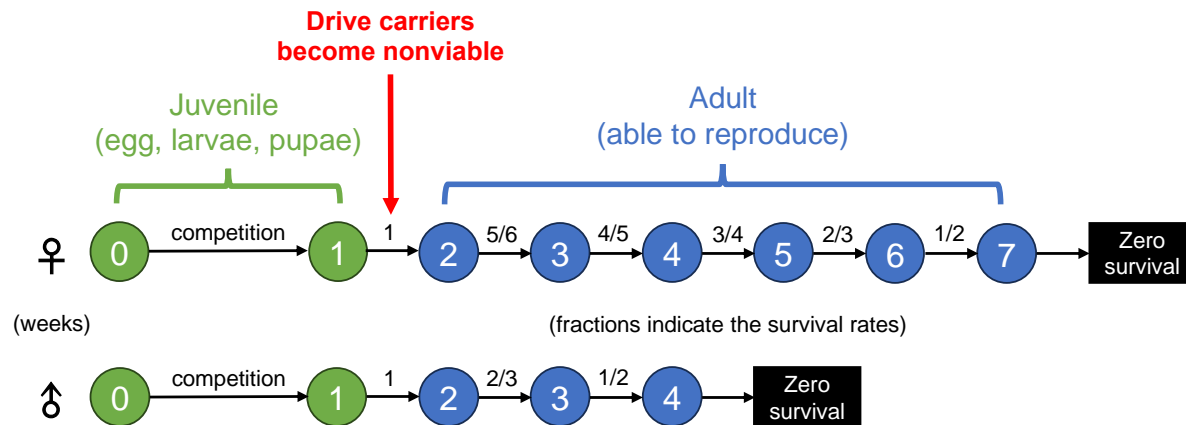 Drive carriers
become nonviable
Juvenile
(egg, larvae, pupae)
Adult
(able to reproduce)
♀ 0 competition 1 1 2 5/6 3 4/5 4 3/4 5 2/3 6 1/2 7 Zero
survival
(weeks) (fractions indicate the survival rates)
♂ 0 competition 1 1 2 2/3 3 1/2 4 Zero
survival